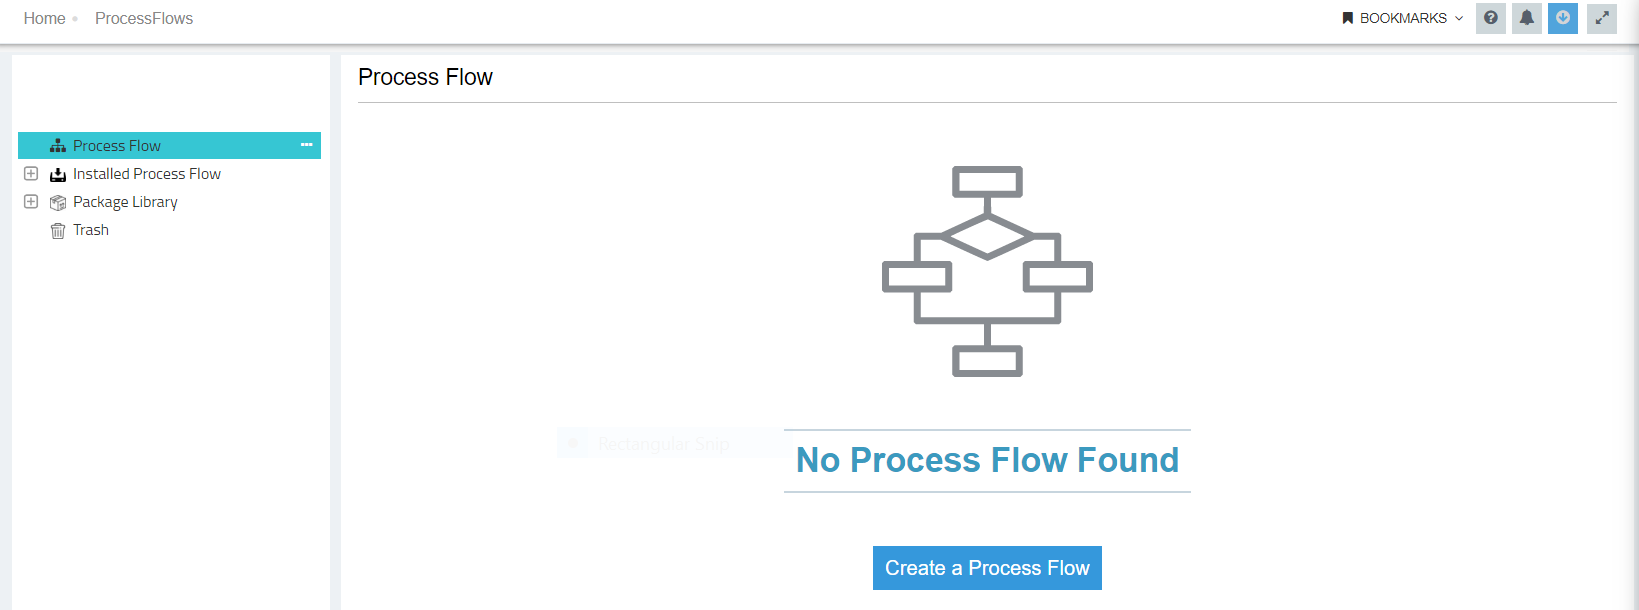 Home ProcessFlows
BOOKMARKS
Process Flow
Installed Process Flow
Package Library
Trash
Process Flow
Rectangular Snip
No Process Flow Found
Create a Process Flow